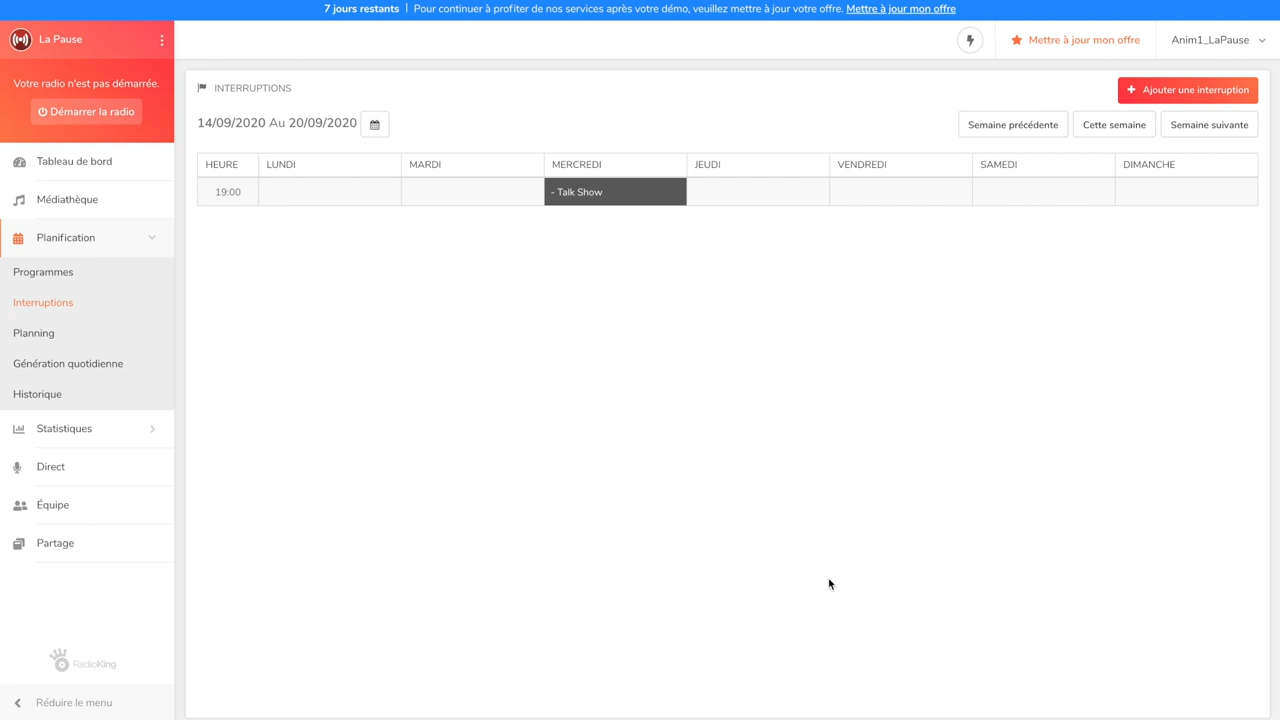 7 jours restants | Pour continuer à profiter de nos services après votre démo, veuillez mettre à jour votre offre. Mettre à jour mon offre
La Pause
Mettre à jour mon offre
Anim1_LaPause
Votre radio n'est pas démarrée.
Démarrer la radio
INTERRUPTIONS
Ajouter une interruption
14/09/2020 Au 20/09/2020
Semaine précédente
Cette semaine
Semaine suivante
HEURE LUNDI MARDI MERCREDI JEUDI VENDREDI SAMEDI DIMANCHE
19:00 - Talk Show
Tableau de bord
Médiathèque
Planification
Programmes
Interruptions
Planning
Génération quotidienne
Historique
Statistiques
Direct
Équipe
Partage
RadioKing
Réduire le menu